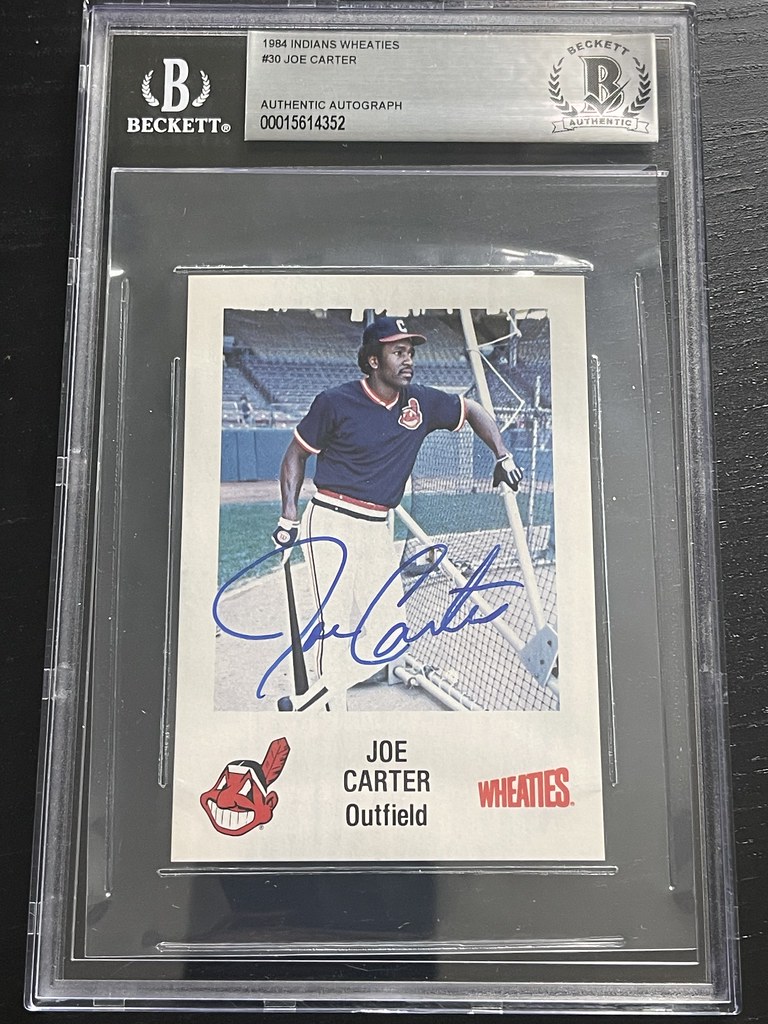 1984 INDIANS WHEATIES
#30 JOE CARTER
AUTHENTIC AUTOGRAPH
00015614352
B
BECKETT®
BECKETT
B
AUTHENTIC
C
Joe Carter
JOE
CARTER
Outfield
WHEATIES